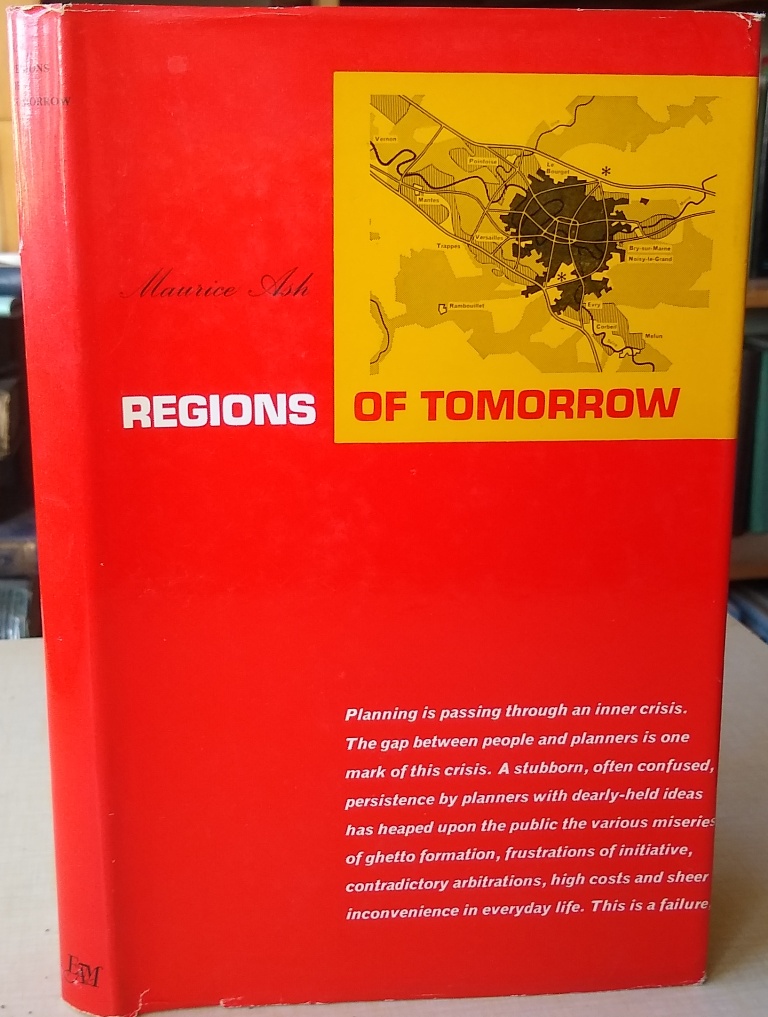 REGIONS
OF
TOMORROW
Maurice Ash
REGIONS OF TOMORROW
Vernon
Pontoise
Le
Bourget
Mantes
Versailles
Trappes
Bry-sur-Marne
Noisy-le-Grand
Rambouillet
Evry
Corbeil
Melun
Planning is passing through an inner crisis.
The gap between people and planners is one
mark of this crisis. A stubborn, often confused,
persistence by planners with dearly-held ideas
has heaped upon the public the various miseries
of ghetto formation, frustrations of initiative,
contradictory arbitrations, high costs and sheer
inconvenience in everyday life. This is a failure